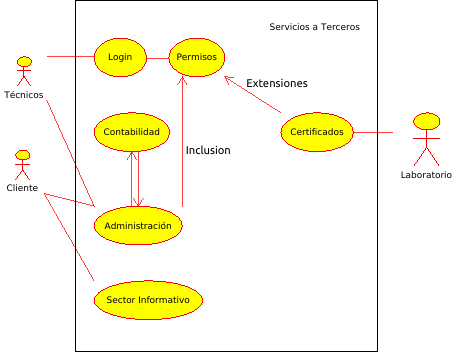 Servicios a Terceros
Login
Permisos
Extensiones
Técnicos
Contabilidad
Certificados
Inclusion
Cliente
Laboratorio
Administración
Sector Informativo